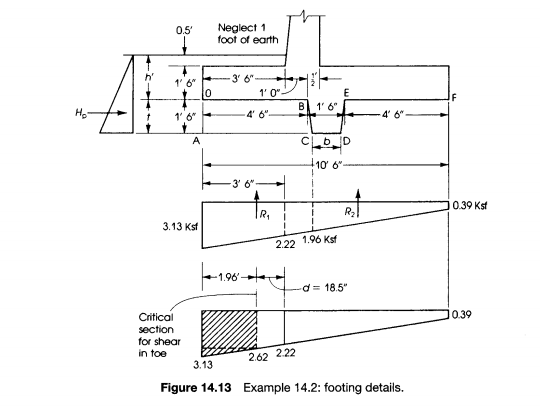 0.5'
Neglect 1
foot of earth
h'
1' 6"
3' 6"
1' 0"
1'/2
O
B
E
F
Hp
t
1' 6"
4' 6"
1' 6"
4' 6"
A
C
b
D
10' 6"
3' 6"
3.13 Ksf
R1
R2
0.39 Ksf
2.22
1.96 Ksf
1.96'
d = 18.5"
Critical
section
for shear
in toe
0.39
3.13
2.62
2.22
Figure 14.13 Example 14.2: footing details.